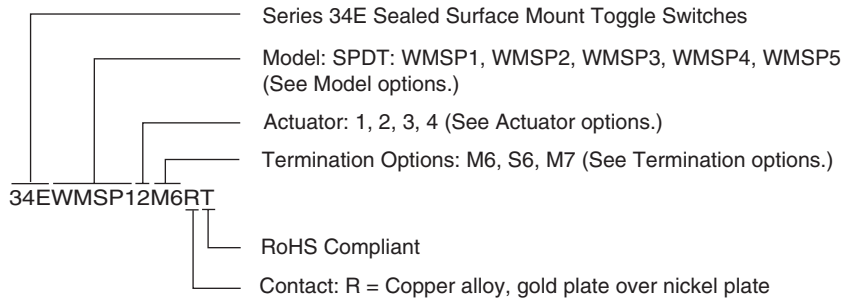 Series 34E Sealed Surface Mount Toggle Switches
Model: SPDT: WMSP1, WMSP2, WMSP3, WMSP4, WMSP5
(See Model options.)
Actuator: 1, 2, 3, 4 (See Actuator options.)
Termination Options: M6, S6, M7 (See Termination options.)
34EWMSP12M6RT
RoHS Compliant
Contact: R = Copper alloy, gold plate over nickel plate